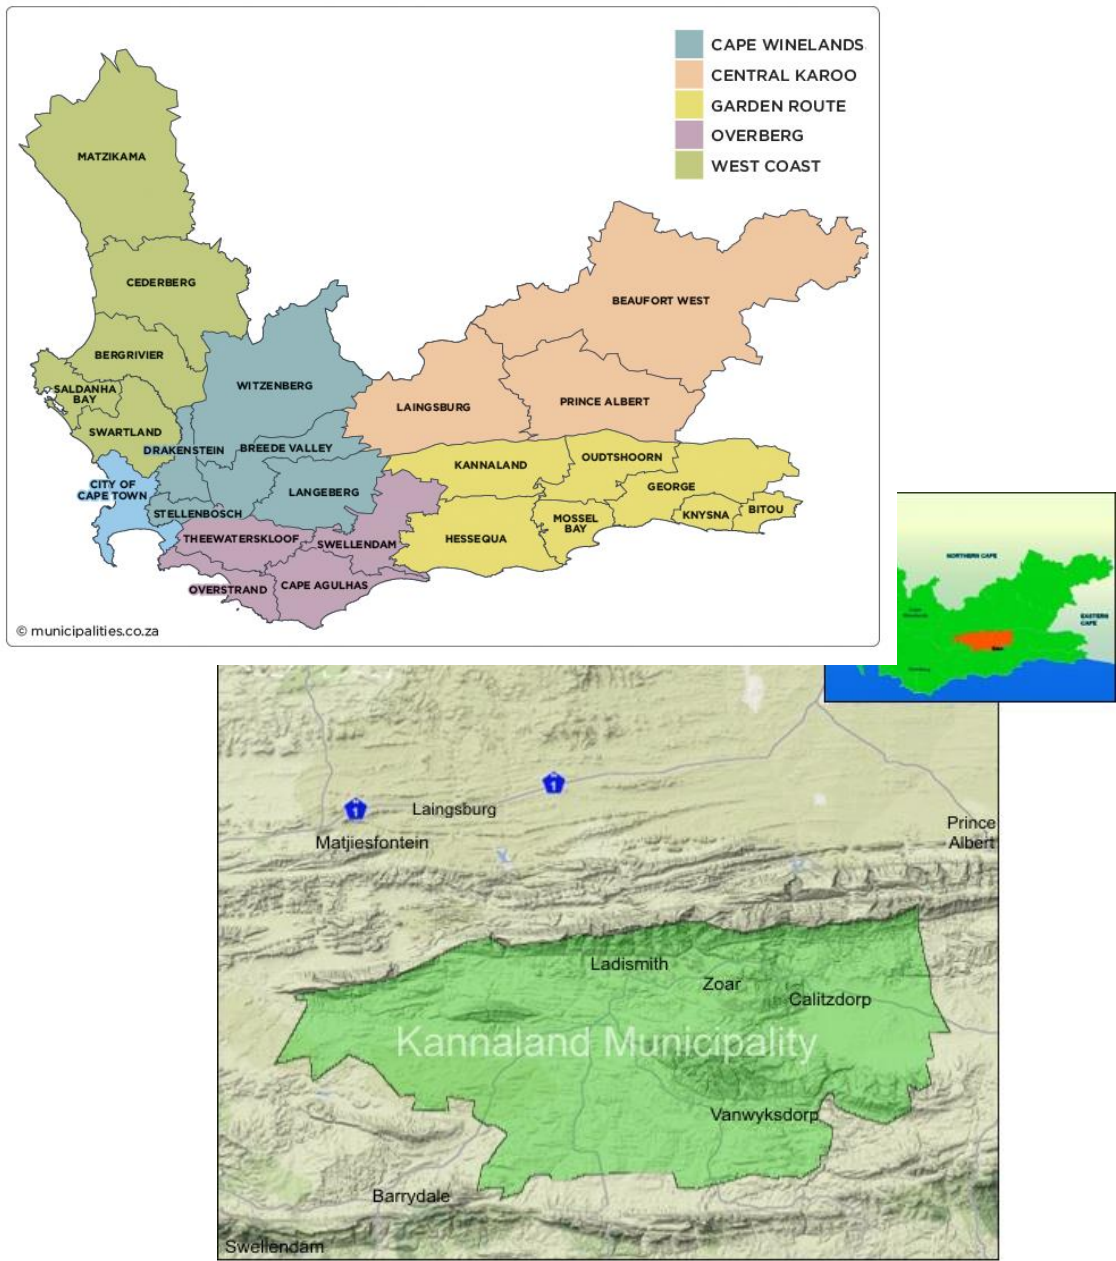 CAPE WINELANDS
CENTRAL KAROO
GARDEN ROUTE
OVERBERG
WEST COAST
MATZIKAMA
CEDERBERG
BERGRIVIER
SALDANHA
BAY
SWARTLAND
WITZENBERG
DRAKENSTEIN
BREEDE VALLEY
CITY OF
CAPE TOWN
LANGEBERG
STELLENBOSCH
THEEWATERSKLOOF
SWELLENDAM
OVERSTRAND
CAPE AGULHAS
BEAUFORT WEST
LAINGSBURG
PRINCE ALBERT
KANNALAND
OUDTSHOORN
GEORGE
HESSEQUA
MOSSEL
BAY
KNYSNA
BITOU
© municipalities.co.za
NORTHERN CAPE
EASTERN
CAPE
1
1
Laingsburg
Matjiesfontein
Prince
Albert
Ladismith
Zoar
Calitzdorp
Kannaland Municipality
Vanwyksdorp
Barrydale
Swellendam